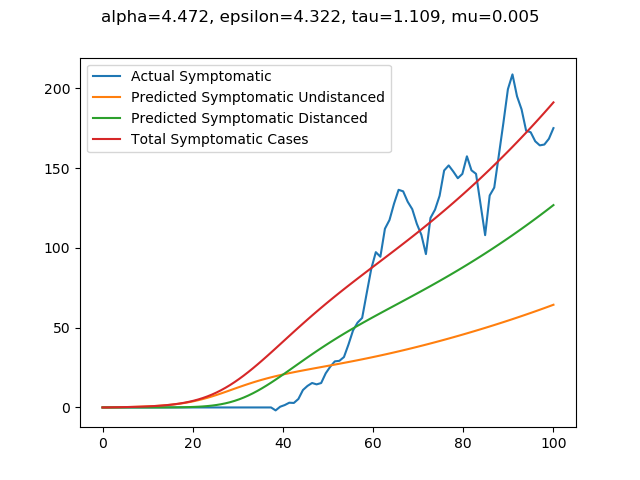 alpha=4.472, epsilon=4.322, tau=1.109, mu=0.005
Actual Symptomatic
Predicted Symptomatic Undistanced
Predicted Symptomatic Distanced
Total Symptomatic Cases
200
150
100
50
0
0 20 40 60 80 100